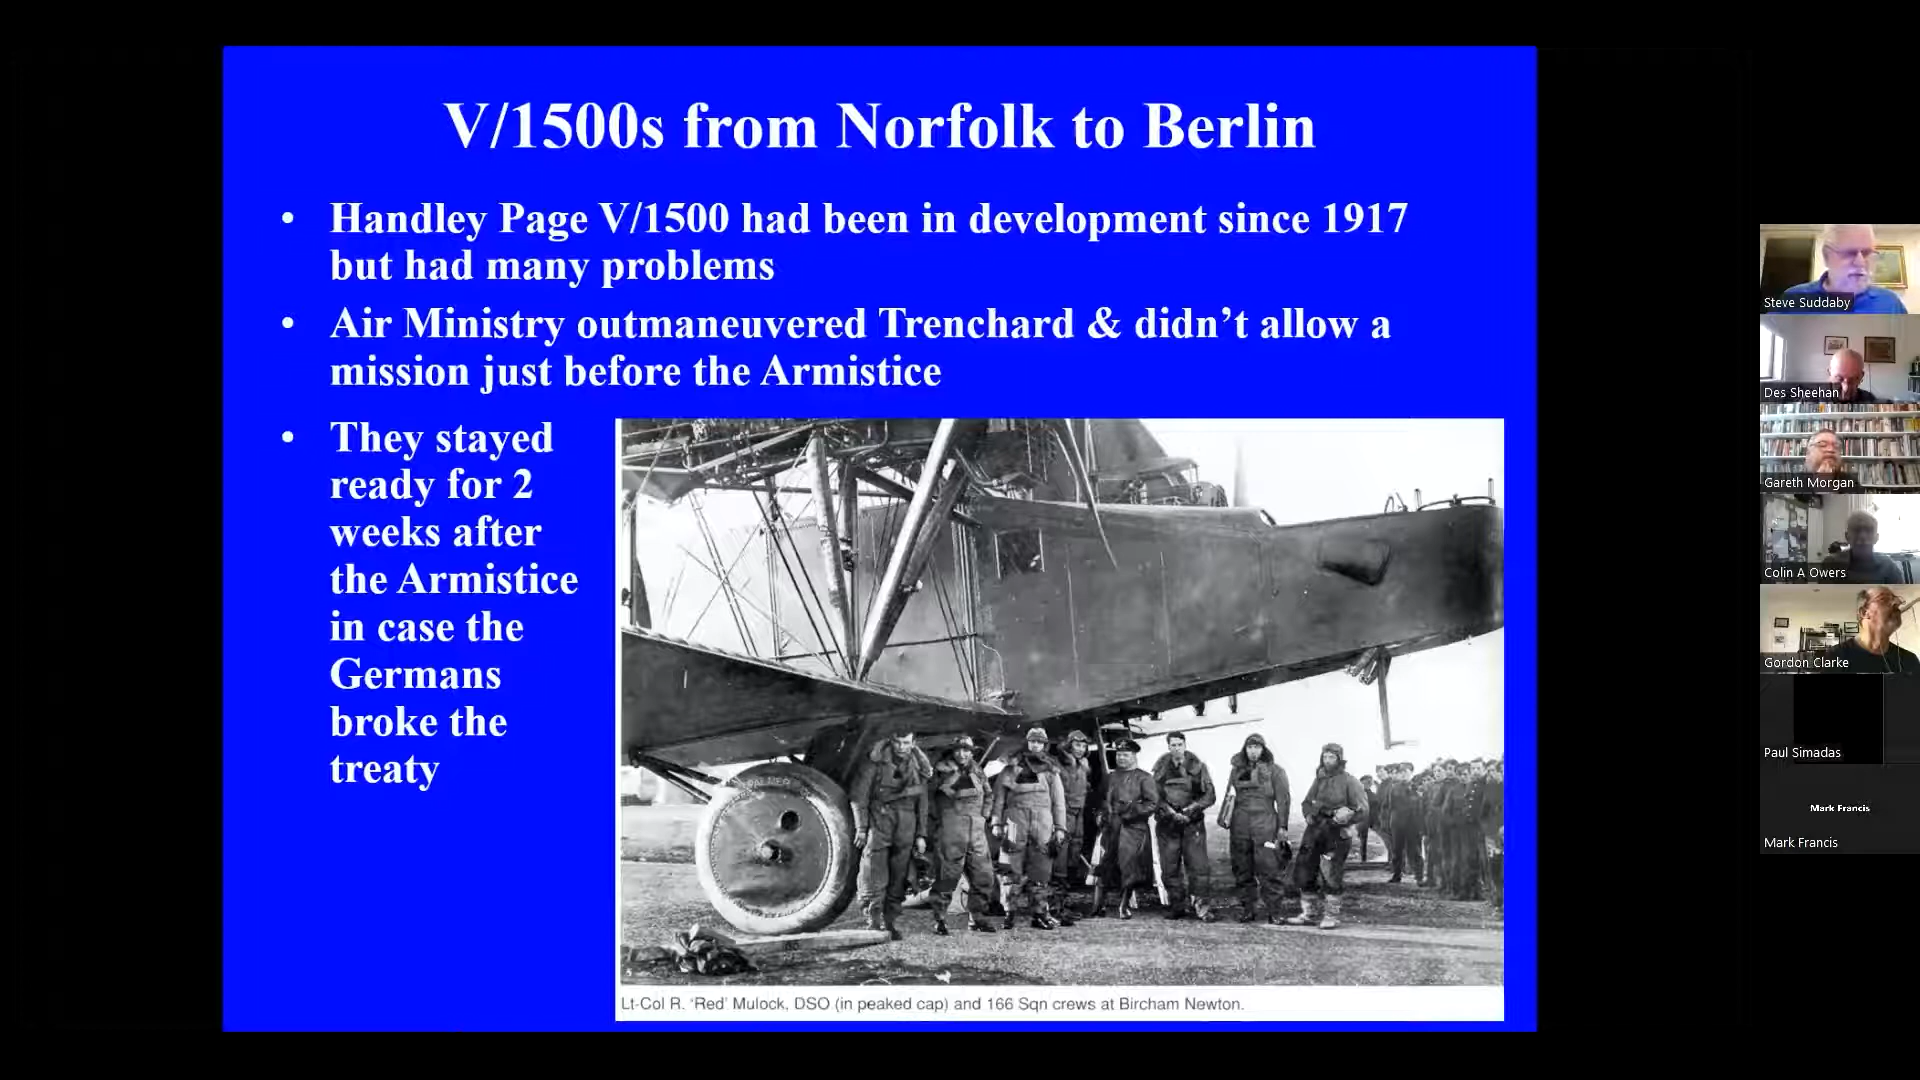 V/1500s from Norfolk to Berlin
• Handley Page V/1500 had been in development since 1917
but had many problems
• Air Ministry outmaneuvered Trenchard & didn’t allow a
mission just before the Armistice
• They stayed
ready for 2
weeks after
the Armistice
in case the
Germans
broke the
treaty
PALMER
Lt-Col R. ‘Red’ Mulock, DSO (in peaked cap) and 166 Sqn crews at Bircham Newton.
Steve Suddaby
Des Sheehan
Gareth Morgan
Colin A Owers
Gordon Clarke
Paul Simadas
Mark Francis
Mark Francis